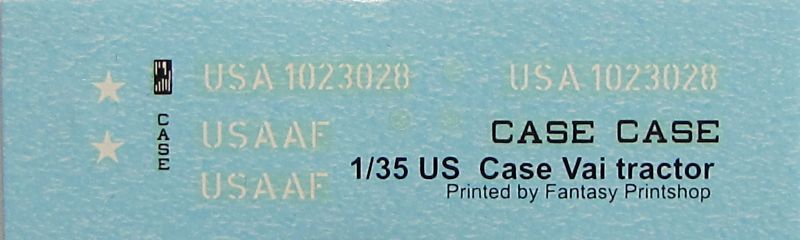 USA 1023028 USA 1023028
CASE
USAAF CASE CASE
1/35 US Case Vai tractor
USAAF Printed by Fantasy Printshop